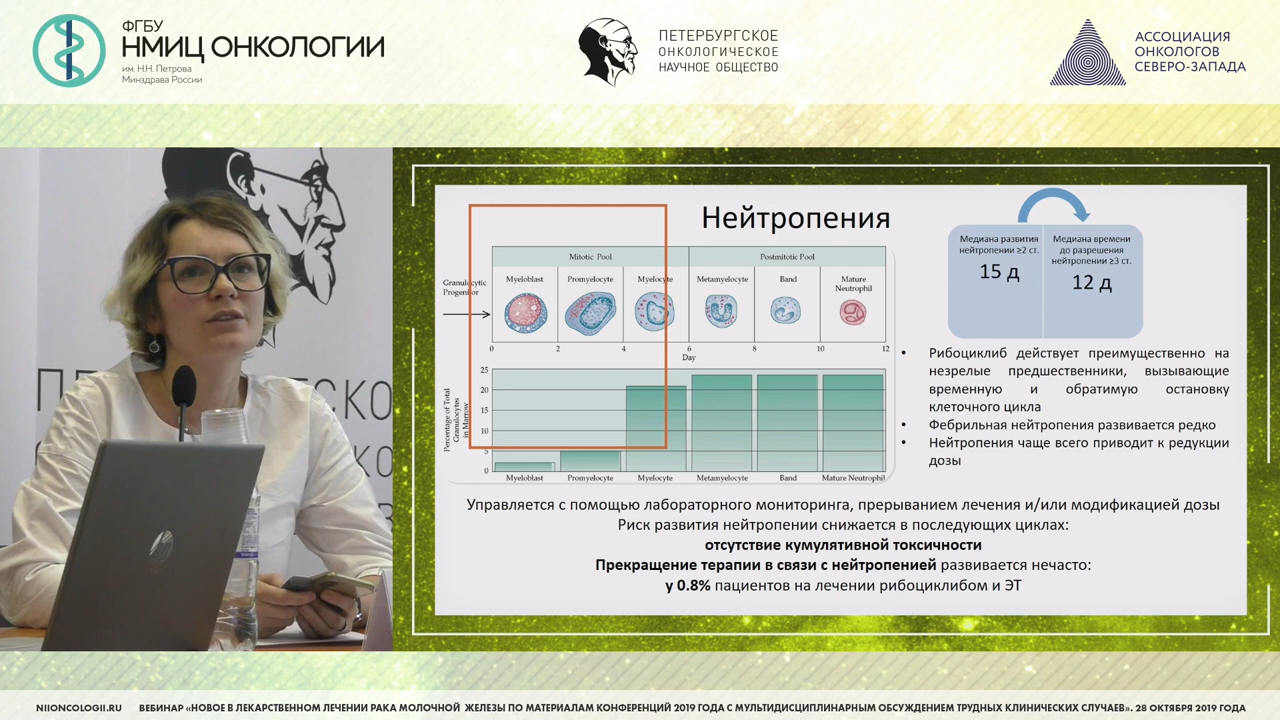 ФГБУ
НМИЦ ОНКОЛОГИИ
им. Н.Н. Петрова
Минздрава России
ПЕТЕРБУРГСКОЕ
ОНКОЛОГИЧЕСКОЕ
НАУЧНОЕ ОБЩЕСТВО
АССОЦИАЦИЯ
ОНКОЛОГОВ
СЕВЕРО-ЗАПАДА
Нейтропения
Mitotic Pool
Postmitotic Pool
Granulocytic
Progenitor
Myeloblast
Promyelocyte
Myelocyte
Metamyelocyte
Band
Mature
Neutrophil
0 2 4 6 8 10 12
Day
Percentage of Total
Granulocytes
in Marrow
25
20
15
10
5
0
Myeloblast Promyelocyte Myelocyte Metamyelocyte Band Mature Neutrophil
Медиана развития
нейтропении ≥2 ст.
15 д
Медиана времени
до разрешения
нейтропении ≥3 ст.
12 д
• Рибоциклиб действует преимущественно на
незрелые предшественники, вызывающие
временную и обратимую остановку
клеточного цикла
• Фебрильная нейтропения развивается редко
• Нейтропения чаще всего приводит к редукции
дозы
Управляется с помощью лабораторного мониторинга, прерыванием лечения и/или модификацией дозы
Риск развития нейтропении снижается в последующих циклах:
отсутствие кумулятивной токсичности
Прекращение терапии в связи с нейтропенией развивается нечасто:
у 0.8% пациентов на лечении рибоциклибом и ЭТ
NIIONCOLOGII.RU ВЕБИНАР «НОВОЕ В ЛЕКАРСТВЕННОМ ЛЕЧЕНИИ РАКА МОЛОЧНОЙ ЖЕЛЕЗЫ ПО МАТЕРИАЛАМ КОНФЕРЕНЦИЙ 2019 ГОДА С МУЛЬТИДИСЦИПЛИНАРНЫМ ОБСУЖДЕНИЕМ ТРУДНЫХ КЛИНИЧЕСКИХ СЛУЧАЕВ». 28 ОКТЯБРЯ 2019 ГОДА